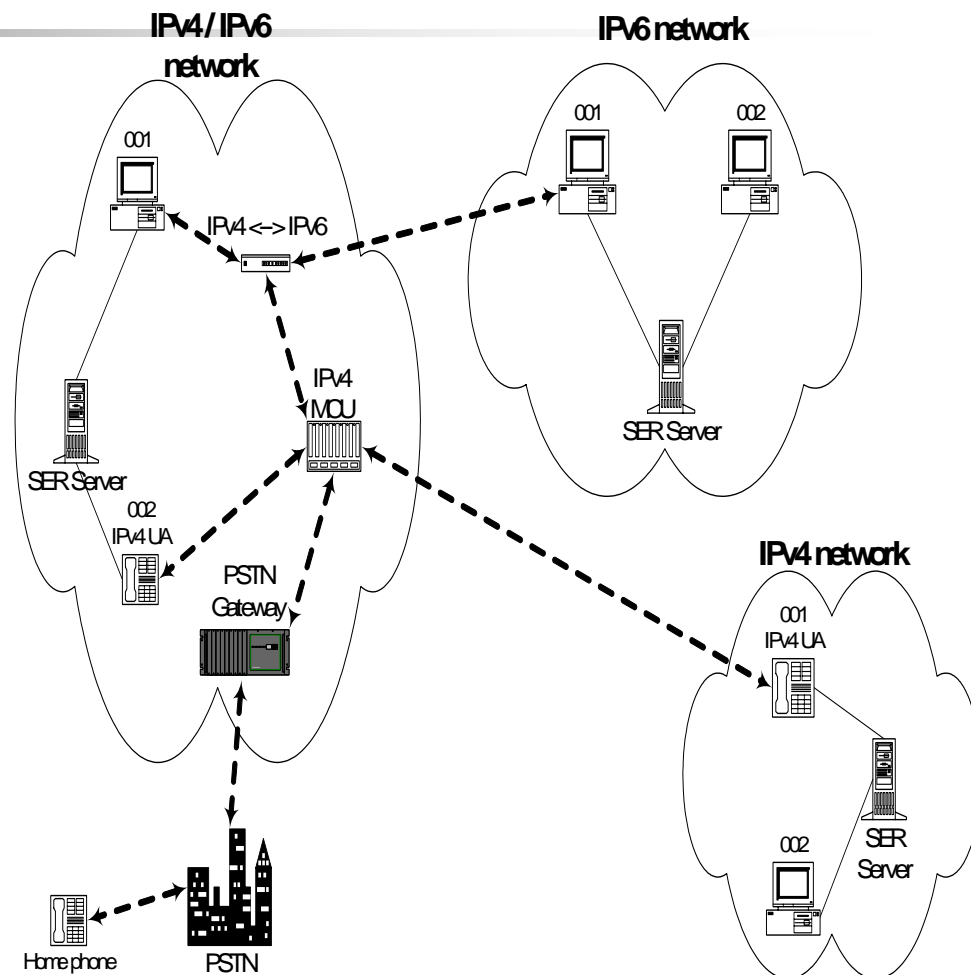 IPv4 / IPv6
network
IPv6 network
001
001
002
IPv4 <--> IPv6
IPv4
MCU
SER Server
SER Server
002
IPv4 UA
PSTN
Gateway
IPv4 network
001
IPv4 UA
SER
Server
002
Home phone
PSTN